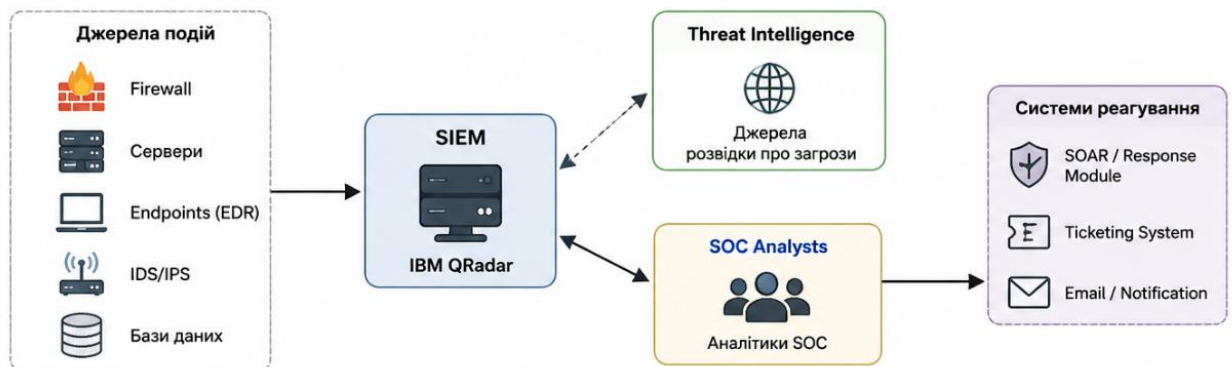 Джерела подій
Firewall
Сервери
Endpoints (EDR)
IDS/IPS
Бази даних
SIEM
IBM QRadar
Threat Intelligence
Джерела
розвідки про загрози
SOC Analysts
Аналітики SOC
Системи реагування
SOAR / Response
Module
E
Ticketing System
Email / Notification